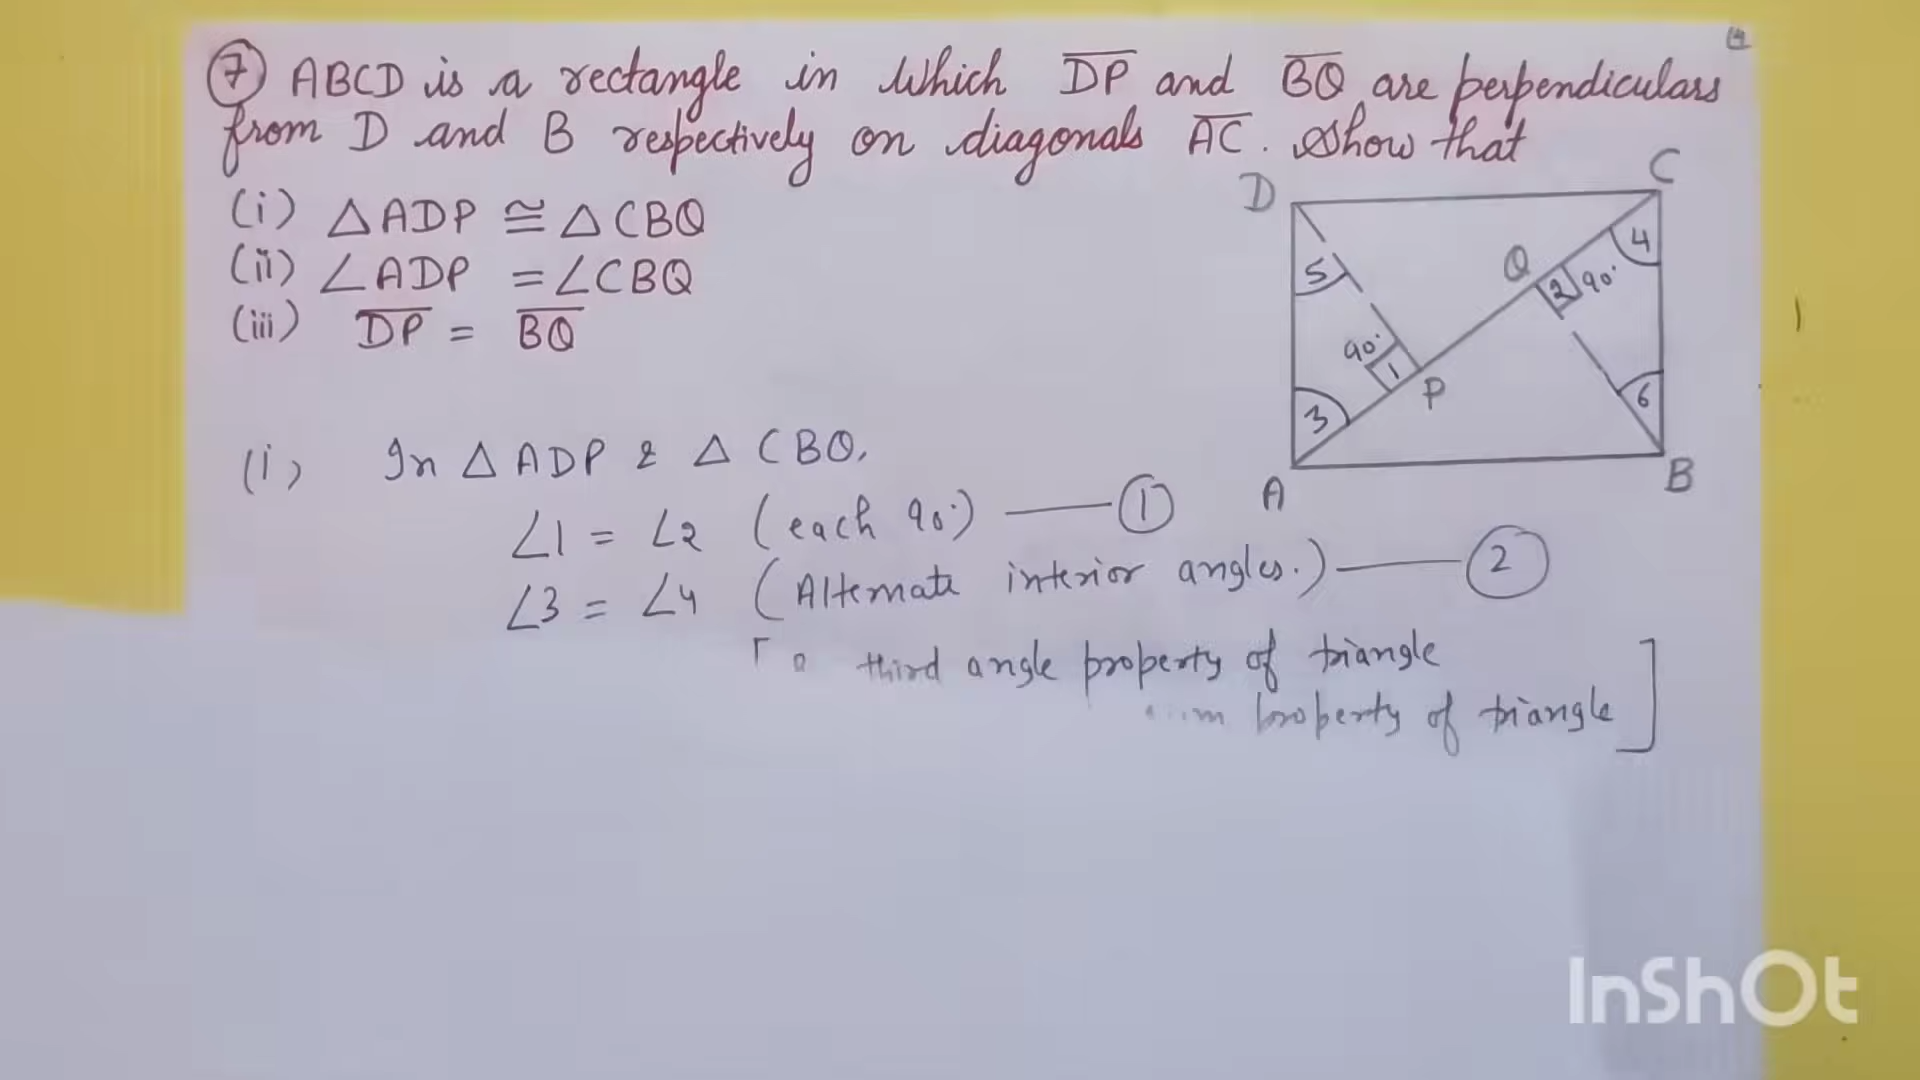 7 ABCD is a rectangle in which DP and BQ are perpendiculars
from D and B respectively on diagonals AC. Show that
(i) △ADP ≅ △CBQ
(ii) ∠ADP = ∠CBQ
(iii) DP = BQ
D C
5 Q 4
2 90°
90° 1 P
3 6
A B
(i) In △ADP & △CBQ,
∠1 = ∠2 (each 90°) — 1
∠3 = ∠4 (Alternate interior angles.) — 2
third angle property of triangle
property of triangle]
InShOt